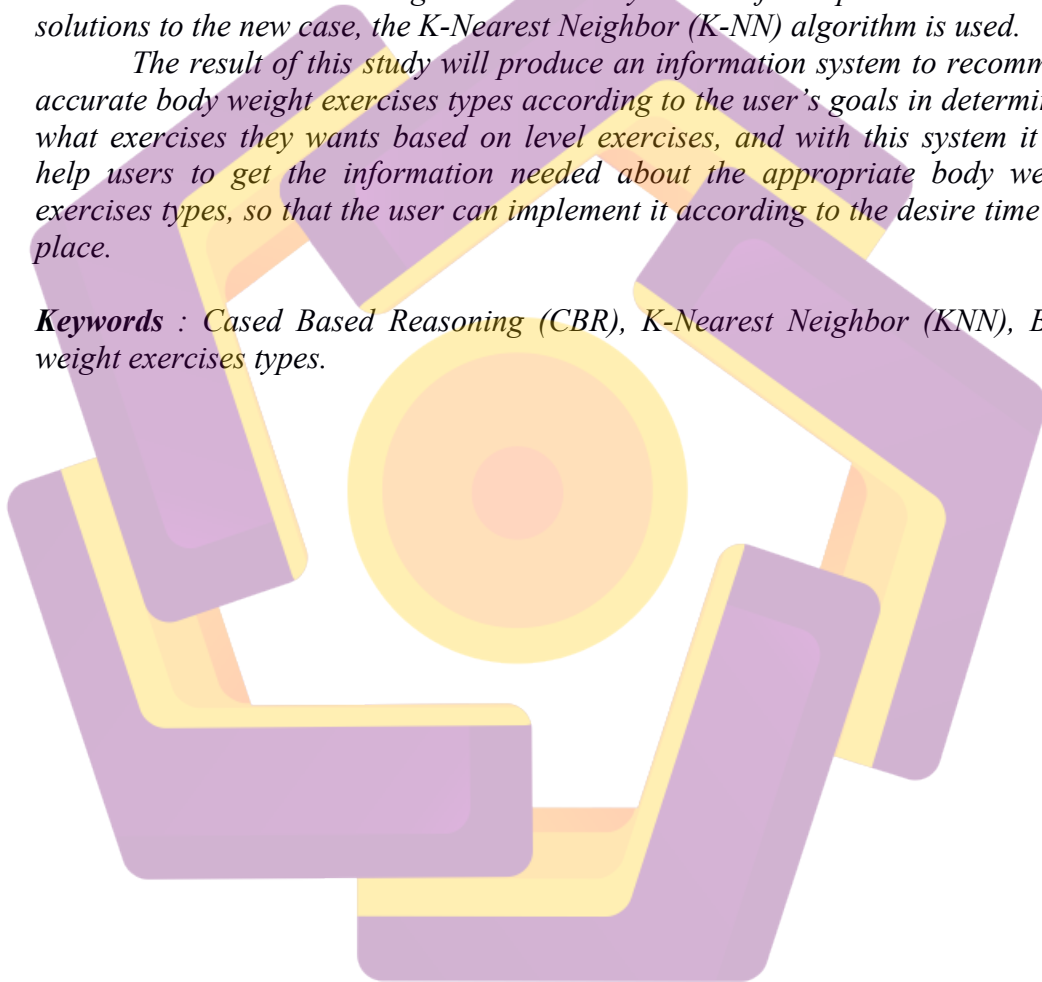 solutions to the new case, the K-Nearest Neighbor (K-NN) algorithm is used.
The result of this study will produce an information system to recomm
accurate body weight exercises types according to the user's goals in determin
what exercises they wants based on level exercises, and with this system it
help users to get the information needed about the appropriate body we
exercises types, so that the user can implement it according to the desire time
place.
Keywords : Cased Based Reasoning (CBR), K-Nearest Neighbor (KNN), B
weight exercises types.